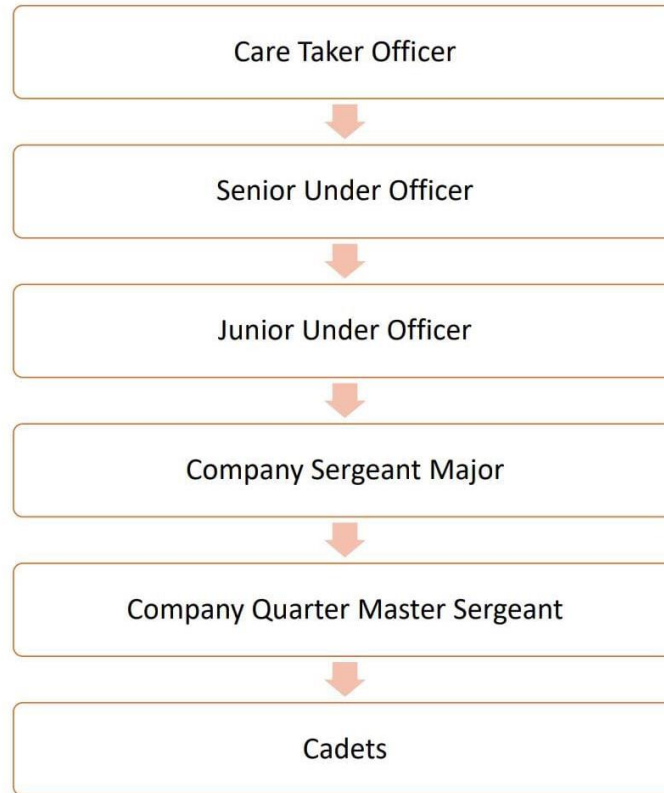 Care Taker Officer
Senior Under Officer
Junior Under Officer
Company Sergeant Major
Company Quarter Master Sergeant
Cadets